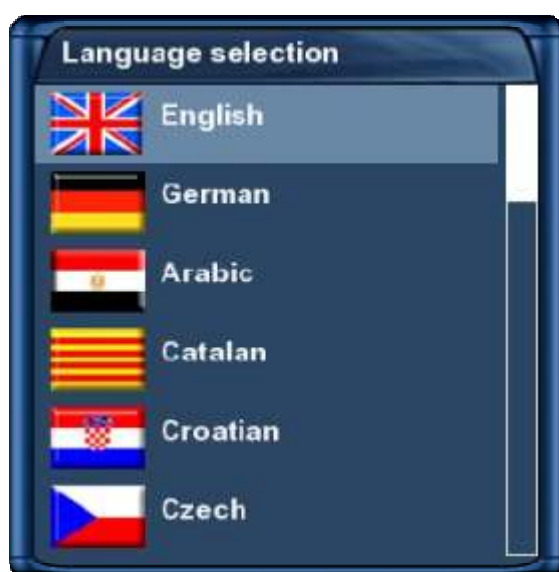 Language selection
English
German
Arabic
Catalan
Croatian
Czech